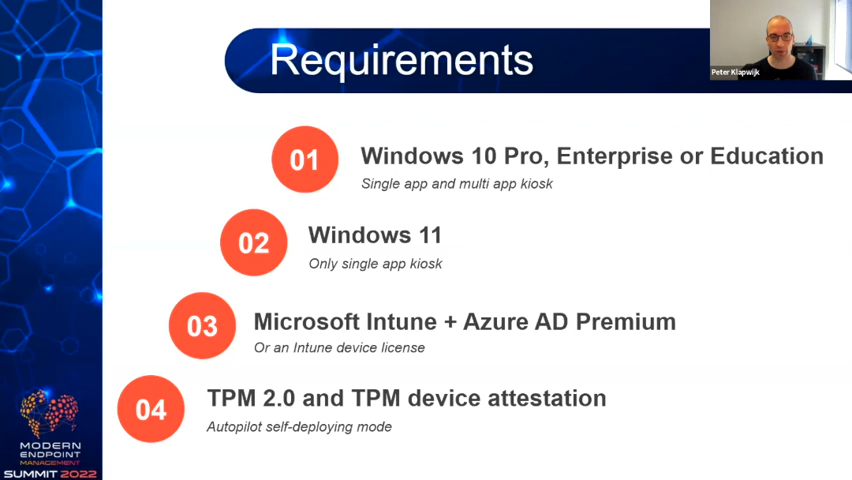 Requirements
Peter Klapwijk
01
Windows 10 Pro, Enterprise or Education
Single app and multi app kiosk
02
Windows 11
Only single app kiosk
03
Microsoft Intune + Azure AD Premium
Or an Intune device license
04
TPM 2.0 and TPM device attestation
Autopilot self-deploying mode
MODERN
ENDPOINT
MANAGEMENT
SUMMIT 2022